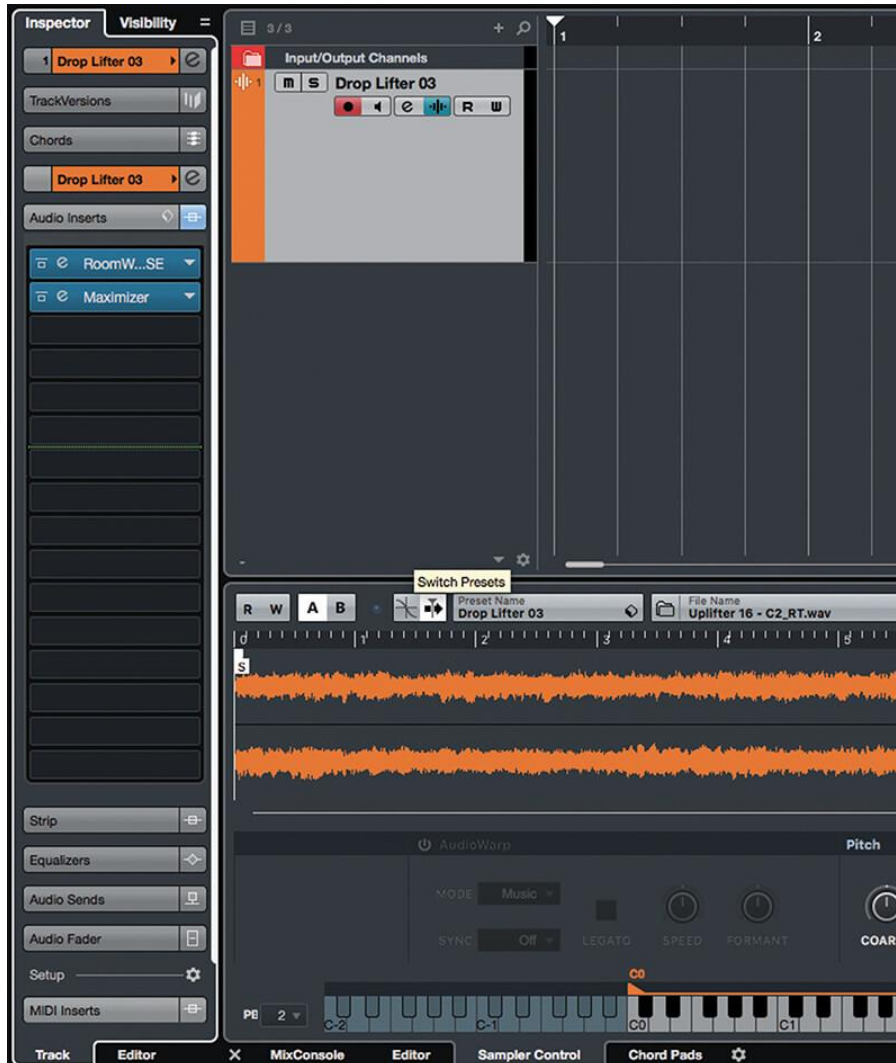 Inspector Visibility
1 Drop Lifter 03
TrackVersions
Chords
Drop Lifter 03
Audio Inserts
RoomW...SE
Maximizer
Strip
Equalizers
Audio Sends
Audio Fader
Setup
MIDI Inserts
Track Editor
3/3
1 2
Input/Output Channels
1 m S Drop Lifter 03
e R W
Switch Presets
R W A B
Preset Name
Drop Lifter 03
File Name
Uplifter 16 - C2_RT.wav
0 1 2 3 4 5
S
AudioWarp
Pitch
MODE Music
SYNC Off LEGATO SPEED FORMANT
COAR
C0
PB 2
C-2 C-1 C0 C1
MixConsole Editor Sampler Control Chord Pads